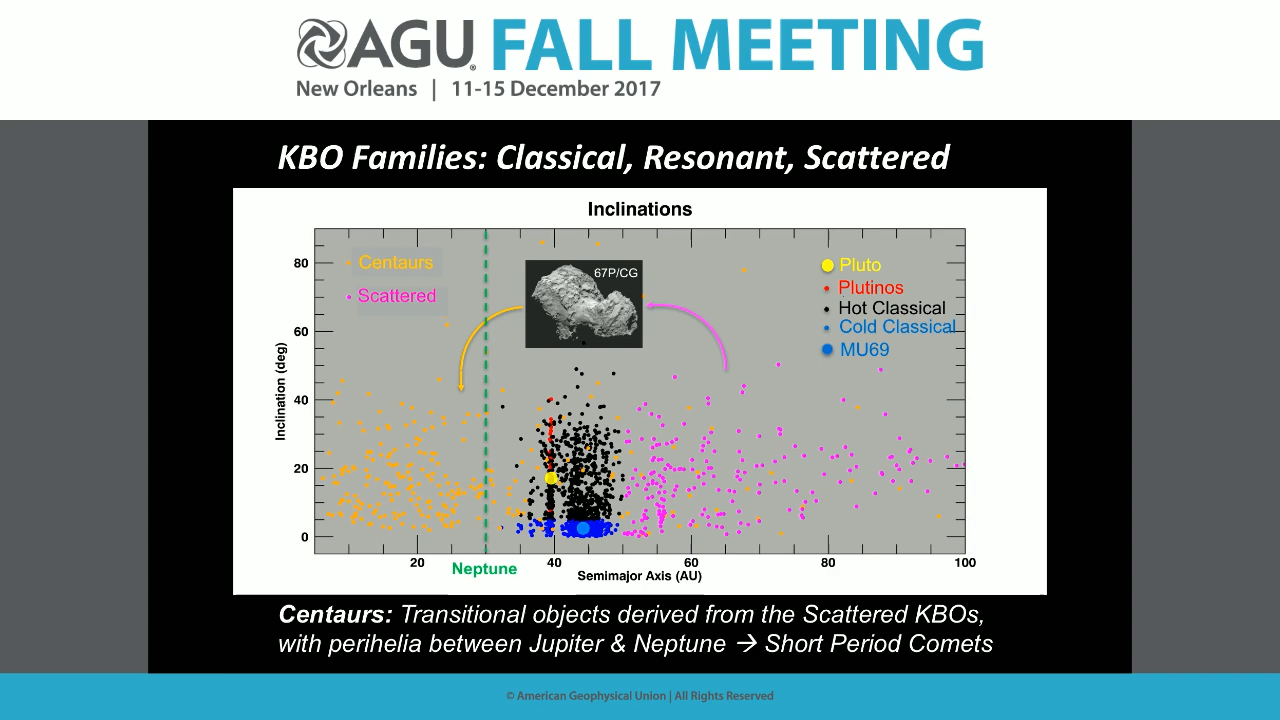 AGU FALL MEETING
New Orleans | 11-15 December 2017
KBO Families: Classical, Resonant, Scattered
Inclinations
Centaurs
Scattered
67P/CG
Pluto
Plutinos
Hot Classical
Cold Classical
MU69
Inclination (deg)
80
60
40
20
0
20
40
60
80
100
Neptune
Semimajor Axis (AU)
Centaurs: Transitional objects derived from the Scattered KBOs,
with perihelia between Jupiter & Neptune → Short Period Comets
© American Geophysical Union | All Rights Reserved